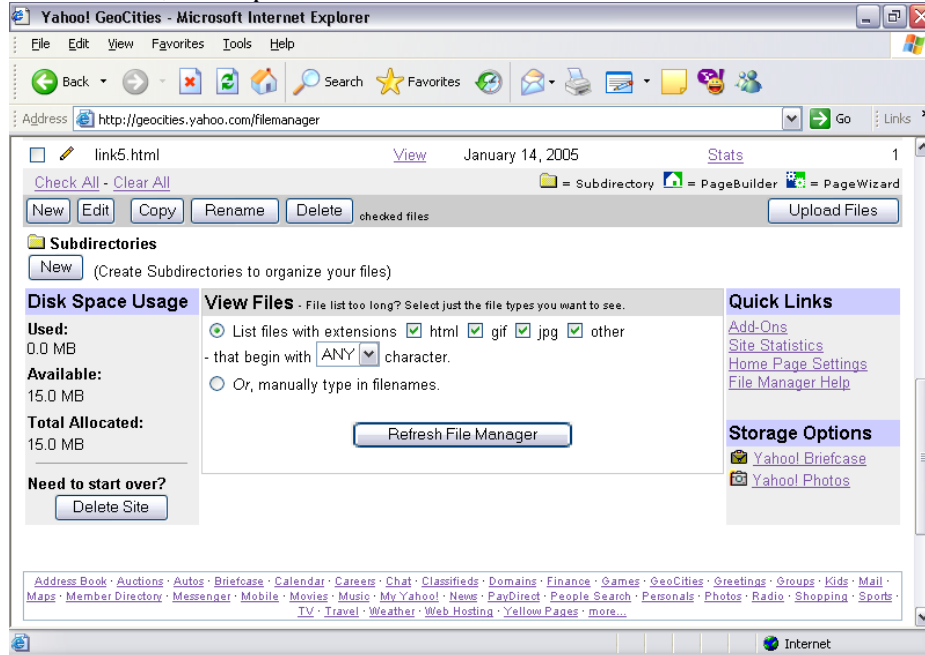 Yahoo! GeoCities - Microsoft Internet Explorer
File Edit View Favorites Tools Help
Back Search Favorites
Address http://geocities.yahoo.com/filemanager Go Links
link5.html View January 14, 2005 Stats 1
Check All - Clear All = Subdirectory = PageBuilder = PageWizard
New Edit Copy Rename Delete checked files Upload Files
Subdirectories
New (Create Subdirectories to organize your files)
Disk Space Usage
Used:
0.0 MB
Available:
15.0 MB
Total Allocated:
15.0 MB
Need to start over?
Delete Site
View Files - File list too long? Select just the file types you want to see.
List files with extensions html gif jpg other
- that begin with ANY character.
Or, manually type in filenames.
Refresh File Manager
Quick Links
Add-Ons
Site Statistics
Home Page Settings
File Manager Help
Storage Options
Yahoo! Briefcase
Yahoo! Photos
Address Book · Auctions · Autos · Briefcase · Calendar · Careers · Chat · Classifieds · Domains · Finance · Games · GeoCities · Greetings · Groups · Kids · Mail ·
Maps · Member Directory · Messenger · Mobile · Movies · Music · My Yahoo! · News · PayDirect · People Search · Personals · Photos · Radio · Shopping · Sports ·
TV · Travel · Weather · Web Hosting · Yellow Pages · more...
Internet